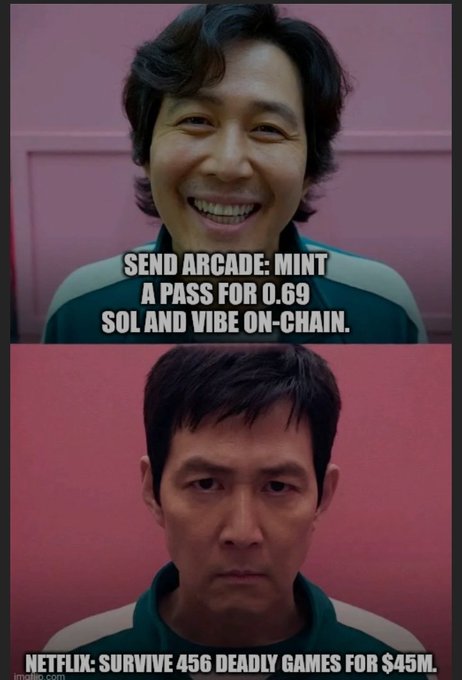 SEND ARCADE: MINT
A PASS FOR 0.69
SOL AND VIBE ON-CHAIN.
NETFLIX: SURVIVE 456 DEADLY GAMES FOR $45M.
imgflip.com